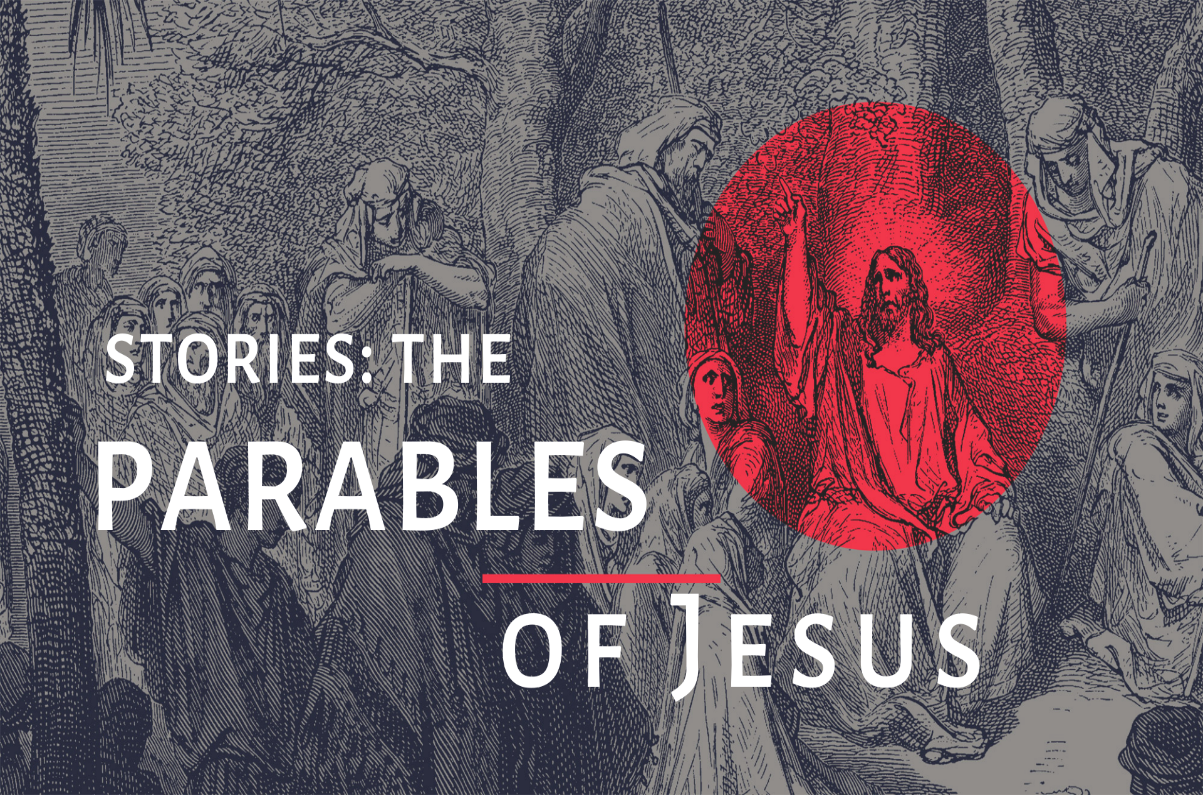 STORIES: THE
PARABLES
OF JESUS